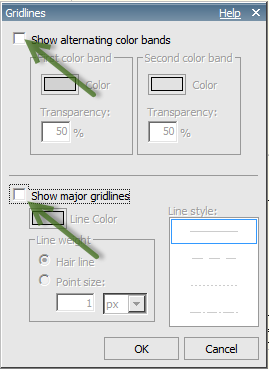 Gridlines Help X
Show alternating color bands
First color band Second color band
Color Color
Transparency: Transparency:
50 % 50 %
Show major gridlines
Line Color Line style:
Line weight
Hair line
Point size:
1 px
OK Cancel